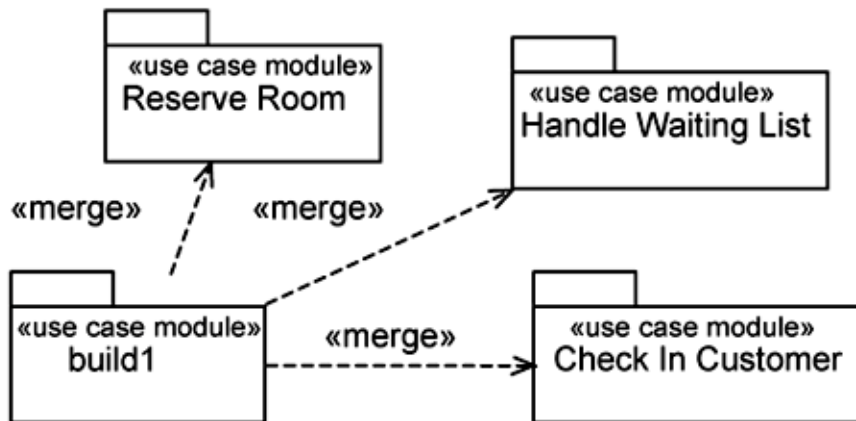 «use case module»
Reserve Room
«use case module»
Handle Waiting List
«merge»
«merge»
«use case module»
build1
«merge»
«use case module»
Check In Customer